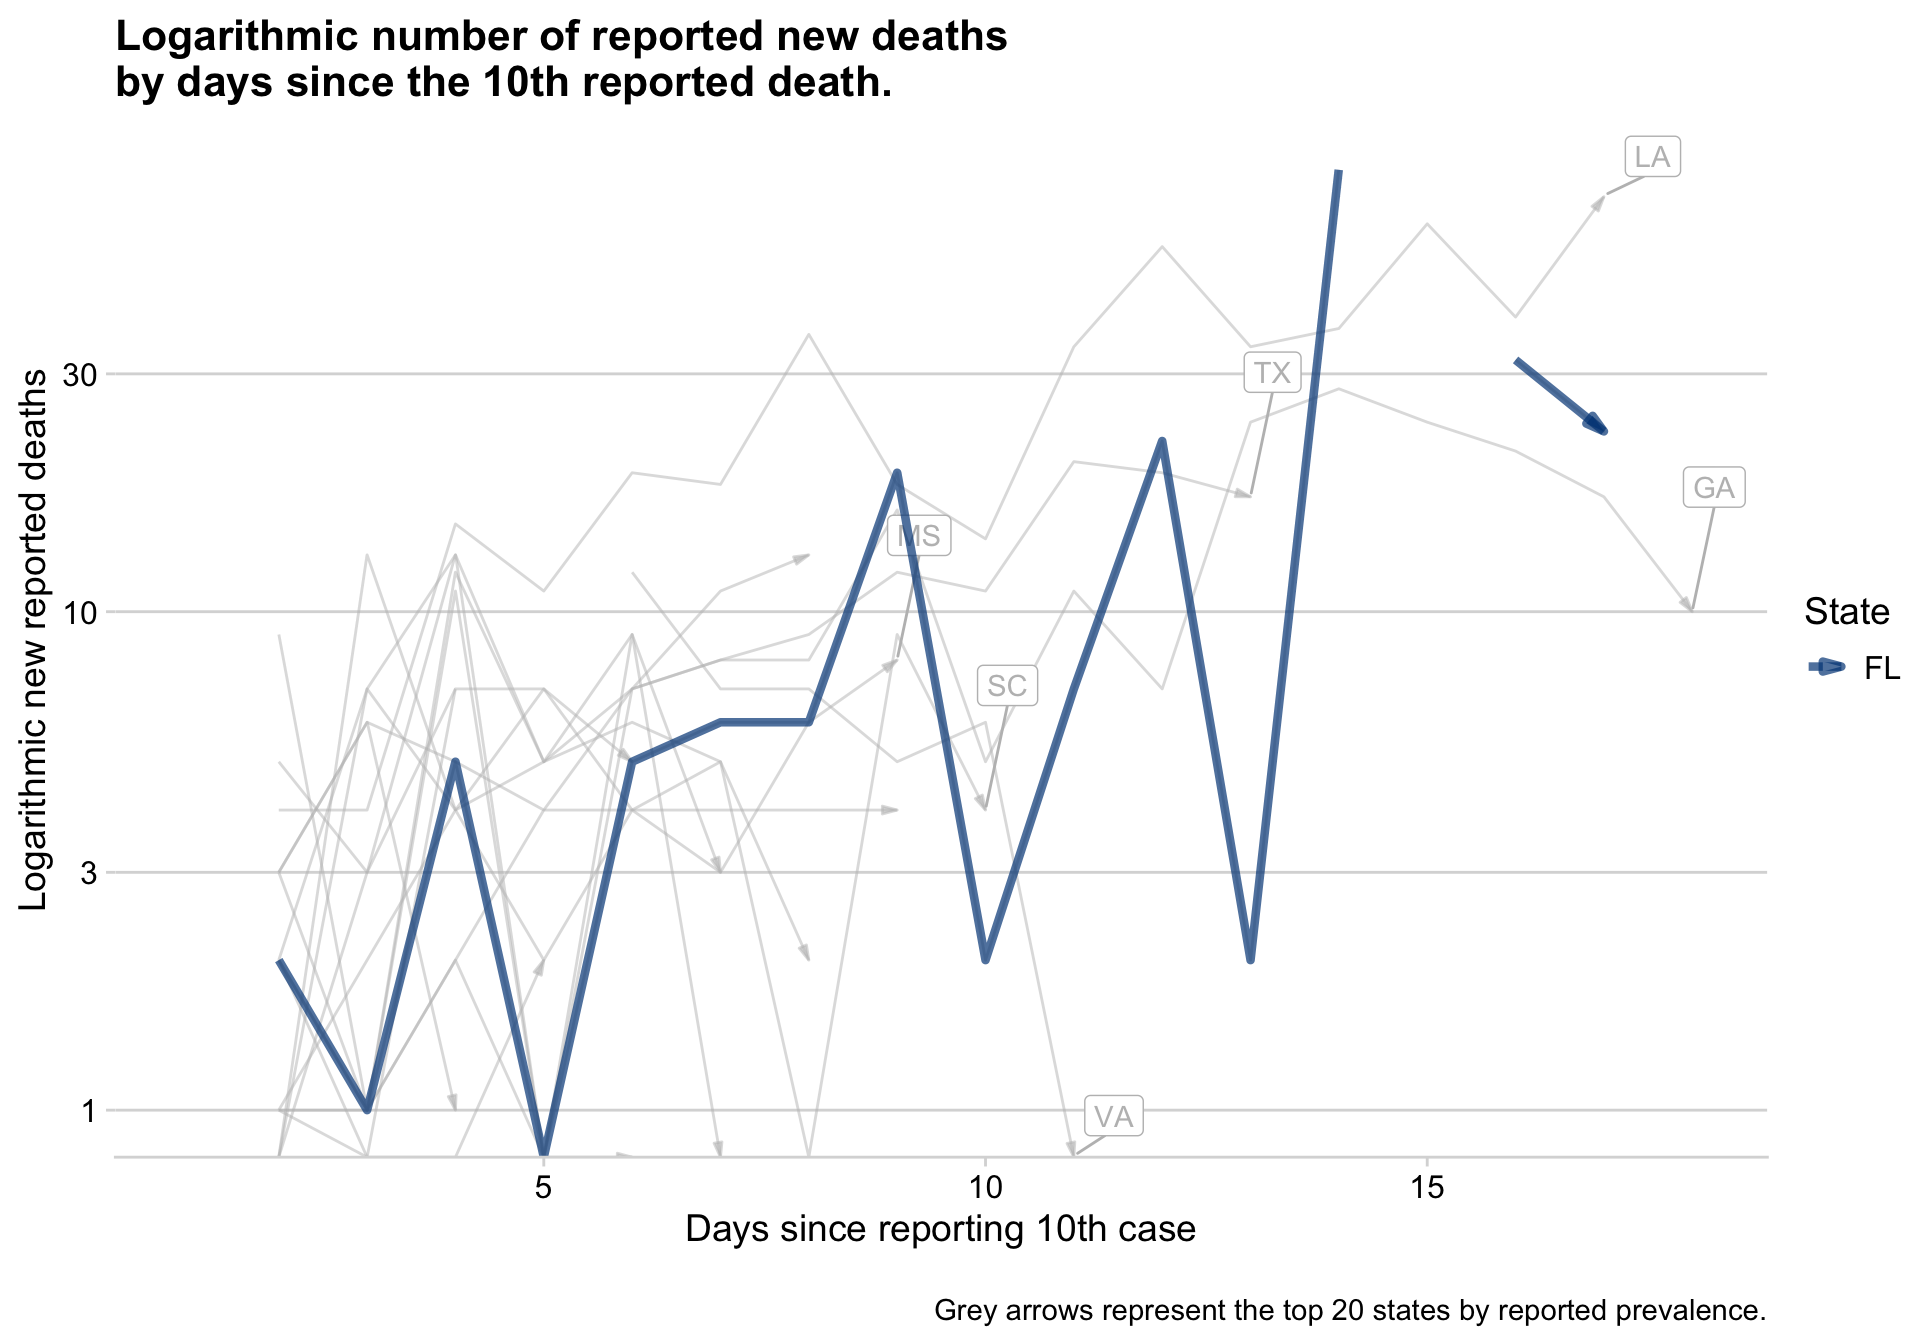 Logarithmic number of reported new deaths
by days since the 10th reported death.
LA
TX
30
GA
MS
10
State
FL
SC
3
VA
1
5
10
15
Logarithmic new reported deaths
Days since reporting 10th case
Grey arrows represent the top 20 states by reported prevalence.